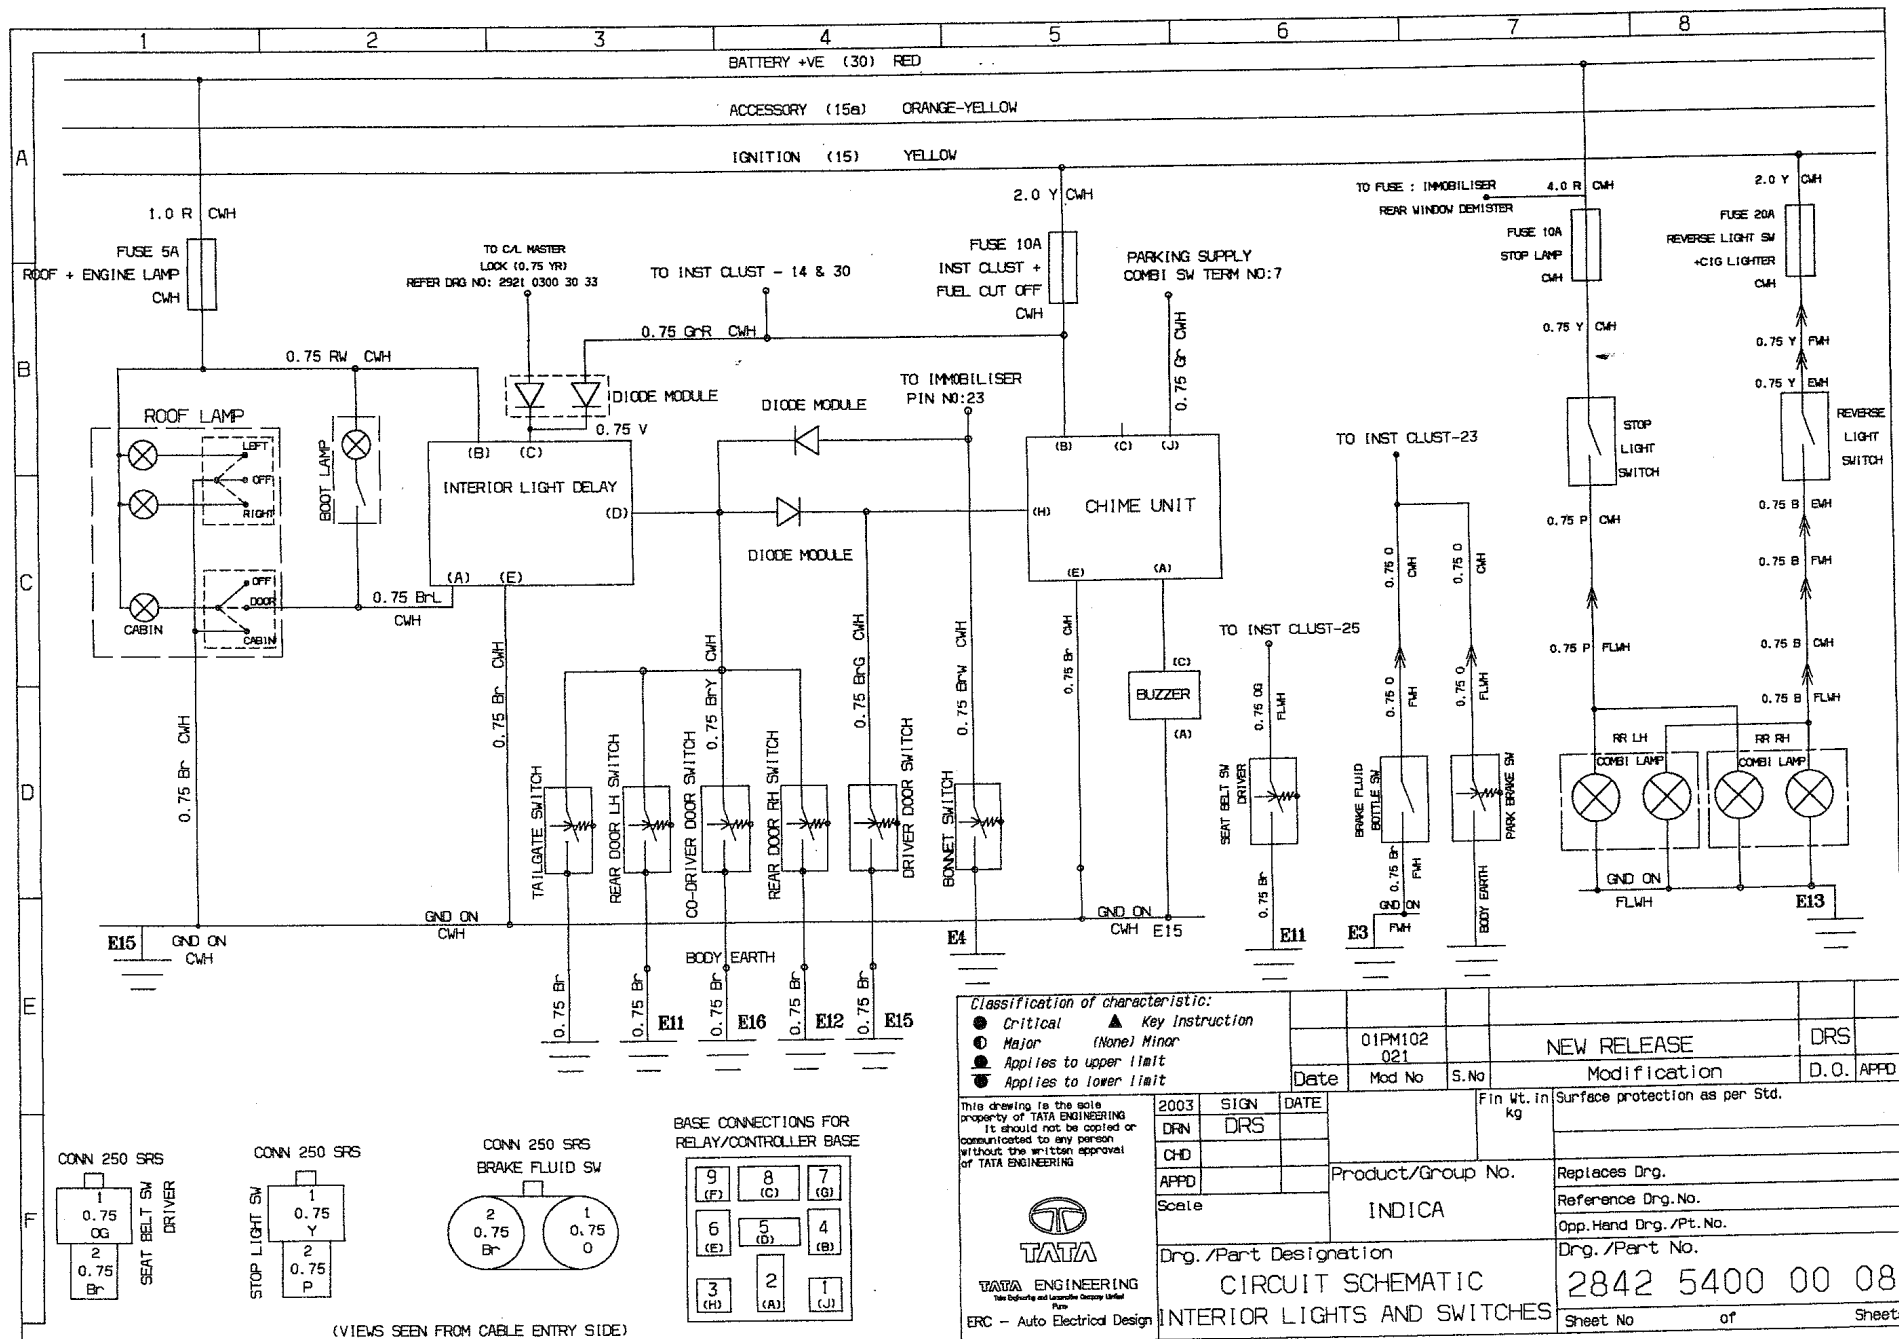 1 2 3 4 5 6 7 8
BATTERY +VE (30) RED
ACCESSORY (15a) ORANGE-YELLOW
IGNITION (15) YELLOW
A
B
C
D
E
F
1.0 R CWH
FUSE 5A
ROOF + ENGINE LAMP
CWH
TO C/L MASTER
LOCK (0.75 YR)
REFER DRG NO: 2921 0300 30 33
TO INST CLUST - 14 & 30
0.75 GrR CWH
2.0 Y CWH
FUSE 10A
INST CLUST +
FUEL CUT OFF
CWH
PARKING SUPPLY
COMBI SW TERM NO:7
0.75 Gr CWH
TO FUSE : IMMOBILISER
REAR WINDOW DEMISTER
4.0 R CWH
FUSE 10A
STOP LAMP
CWH
2.0 Y CWH
FUSE 20A
REVERSE LIGHT SW
+CIG LIGHTER
CWH
0.75 Y CWH
0.75 Y FWH
0.75 Y EWH
0.75 RW CWH
DIODE MODULE
0.75 V
DIODE MODULE
TO IMMOBILISER
PIN NO:23
ROOF LAMP
LEFT
OFF
RIGHT
OFF
DOOR
CABIN
CABIN
BOOT LAMP
(B) (C)
INTERIOR LIGHT DELAY
(D)
(A) (E)
0.75 BrL
CWH
DIODE MODULE
(B) (C) (J)
(H)
CHIME UNIT
(E) (A)
TO INST CLUST-23
STOP
LIGHT
SWITCH
REVERSE
LIGHT
SWITCH
0.75 P CWH
0.75 B EWH
0.75 B FWH
0.75 O CWH
0.75 O CWH
0.75 P FLWH
0.75 B CWH
0.75 B FLWH
TO INST CLUST-25
0.75 OG FLWH
0.75 O FWH
0.75 O FLWH
(C)
BUZZER
(A)
0.75 Br CWH
0.75 Br CWH
0.75 BrY CWH
0.75 BrG CWH
0.75 BrW CWH
0.75 Br CWH
TAILGATE SWITCH
REAR DOOR LH SWITCH
CO-DRIVER DOOR SWITCH
REAR DOOR RH SWITCH
DRIVER DOOR SWITCH
BONNET SWITCH
SEAT BELT SW
DRIVER
BRAKE FLUID
BOTTLE SW
PARK BRAKE SW
RR LH
COMBI LAMP
RR RH
COMBI LAMP
GND ON
FLWH
E13
E15
GND ON
CWH
GND ON
CWH
GND ON
CWH E15
E4
0.75 Br
E11
0.75 Br FWH
GND ON
FWH
E3
BODY EARTH
BODY EARTH
0.75 Br
0.75 Br
E11
E16
0.75 Br
E12
0.75 Br
E15
CONN 250 SRS
1
0.75
OG
2
0.75
Br
SEAT BELT SW
DRIVER
CONN 250 SRS
STOP LIGHT SW
1
0.75
Y
2
0.75
P
CONN 250 SRS
BRAKE FLUID SW
2
0.75
Br
1
0.75
O
BASE CONNECTIONS FOR
RELAY/CONTROLLER BASE
9 (F) 8 (C) 7 (G)
6 (E) 5 (D) 4 (B)
3 (H) 2 (A) 1 (J)
(VIEWS SEEN FROM CABLE ENTRY SIDE)
Classification of characteristic:
Critical Key Instruction
Major (None) Minor
Applies to upper limit
Applies to lower limit
01PM102
021
NEW RELEASE
DRS
Date Mod No S.No Modification D.O. APPD
This drawing is the sole
property of TATA ENGINEERING
It should not be copied or
communicated to any person
without the written approval
of TATA ENGINEERING
2003 SIGN DATE
DRN DRS
CHD
APPD
Scale
Fin Wt. in
kg
Surface protection as per Std.
Product/Group No.
INDICA
Replaces Drg.
Reference Drg.No.
Opp.Hand Drg./Pt.No.
TATA
TATA ENGINEERING
Tata Engineering and Locomotive Company Limited
Pune
ERC - Auto Electrical Design
Drg./Part Designation
CIRCUIT SCHEMATIC
INTERIOR LIGHTS AND SWITCHES
Drg./Part No.
2842 5400 00 08
Sheet No of Sheet